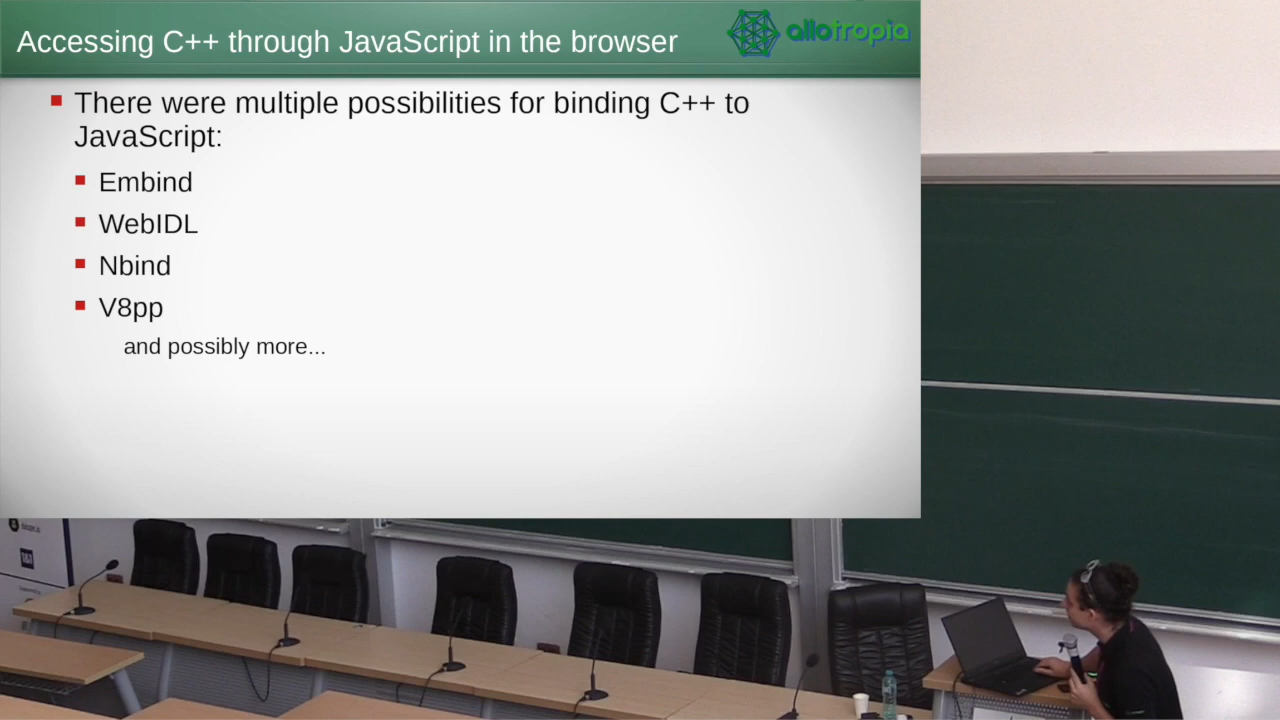 Accessing C++ through JavaScript in the browser
allotropia
There were multiple possibilities for binding C++ to
JavaScript:
Embind
WebIDL
Nbind
V8pp
and possibly more...